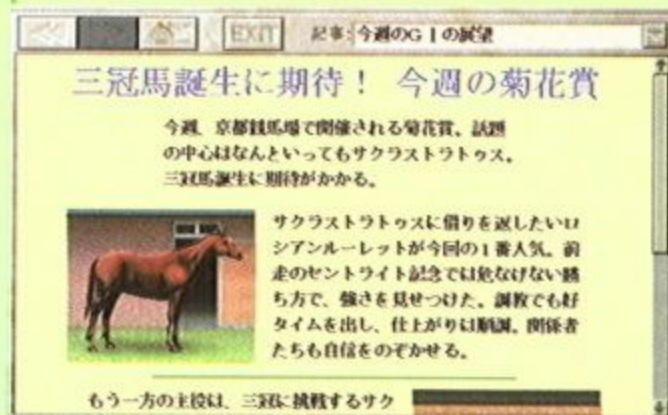 EXIT 記事:今週のGⅠの展望
三冠馬誕生に期待! 今週の菊花賞
今週、京都競馬場で開催される菊花賞。話題
の中心はなんといってもサクラストラトゥス。
三冠馬誕生に期待がかかる。
サクラストラトゥスに借りを返したいロ
シアンルーレットが今回の1番人気。前
走のセントライト記念では危なげない勝
ち方で、強さを見せつけた。調教でも好
タイムを出し、仕上がりは順調。関係者
たちも自信をのぞかせる。
もう一方の主役は、三冠に挑戦するサク